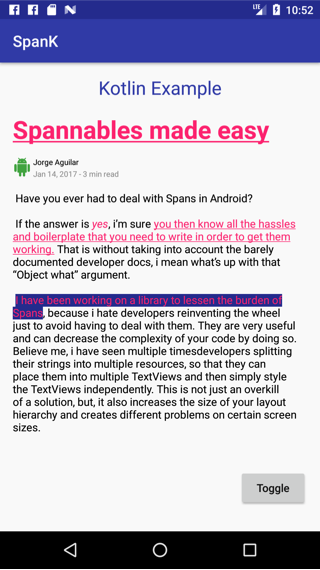 LTE 10:52
SpanK
Kotlin Example
Spannables made easy
Jorge Aguilar
Jan 14, 2017 - 3 min read
Have you ever had to deal with Spans in Android?
If the answer is yes, i'm sure you then know all the hassles
and boilerplate that you need to write in order to get them
working. That is without taking into account the barely
documented developer docs, i mean what's up with that
"Object what" argument.
I have been working on a library to lessen the burden of
Spans, because i hate developers reinventing the wheel
just to avoid having to deal with them. They are very useful
and can decrease the complexity of your code by doing so.
Believe me, i have seen multiple timesdevelopers splitting
their strings into multiple resources, so that they can
place them into multiple TextViews and then simply style
the TextViews independently. This is not just an overkill
of a solution, but, it also increases the size of your layout
hierarchy and creates different problems on certain screen
sizes.
Toggle